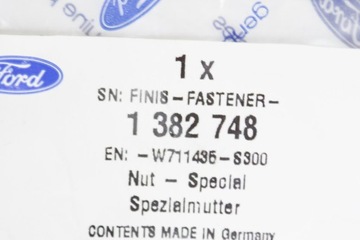 Ford
1 x
SN: FINIS-FASTENER-
1 382 748
EN: -W711435-S300
Nut - Special
Spezialmutter
CONTENTS MADE IN Germany